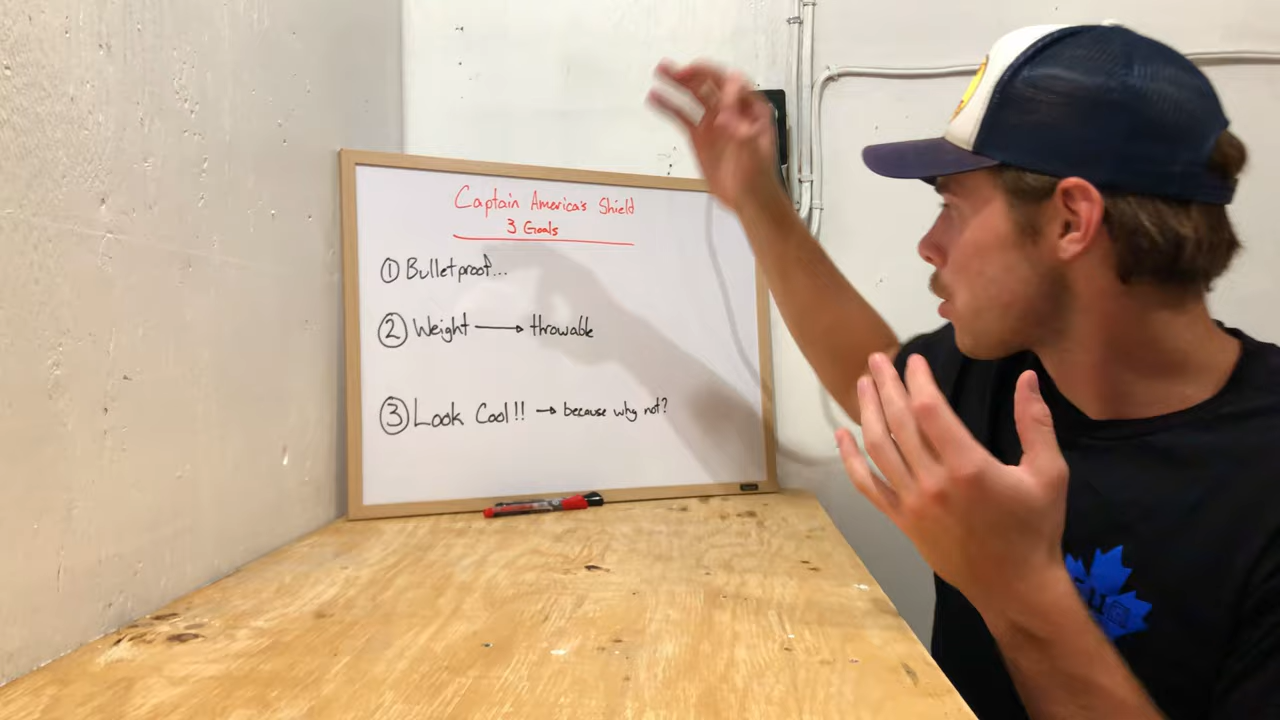 Captain America's Shield
3 Goals
① Bulletproof...
② Weight → throwable
③ Look Cool!! → because why not?